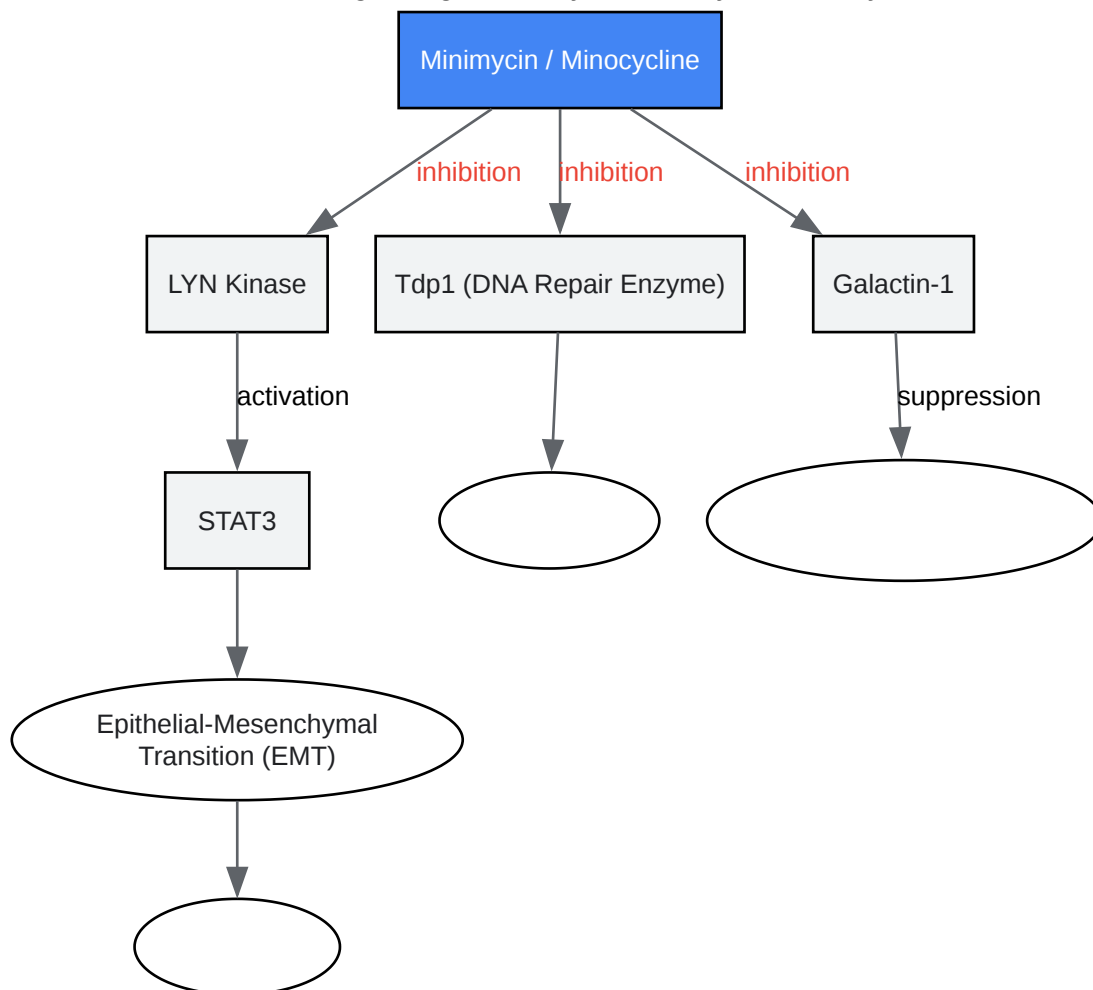 Minimycin / Minocycline
inhibition
inhibition
inhibition
LYN Kinase
Tdp1 (DNA Repair Enzyme)
Galactin-1
activation
suppression
STAT3
Epithelial-Mesenchymal
Transition (EMT)